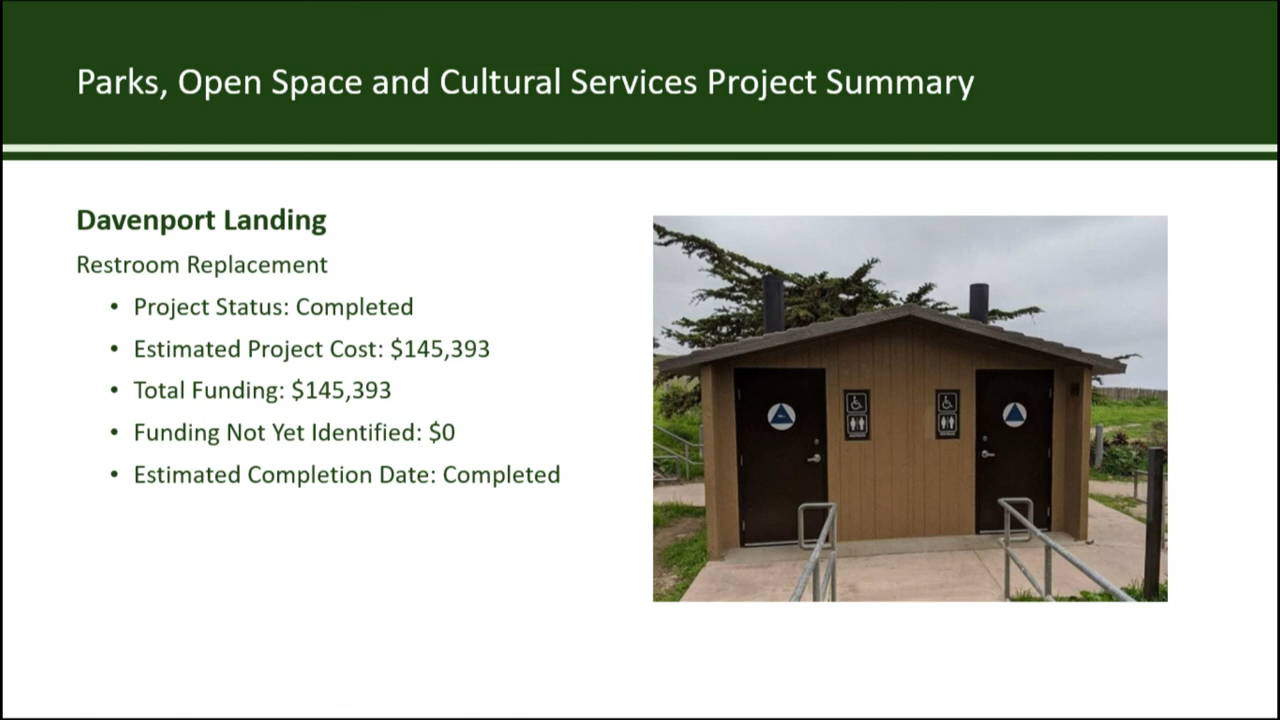 Parks, Open Space and Cultural Services Project Summary
Davenport Landing
Restroom Replacement
• Project Status: Completed
• Estimated Project Cost: $145,393
• Total Funding: $145,393
• Funding Not Yet Identified: $0
• Estimated Completion Date: Completed